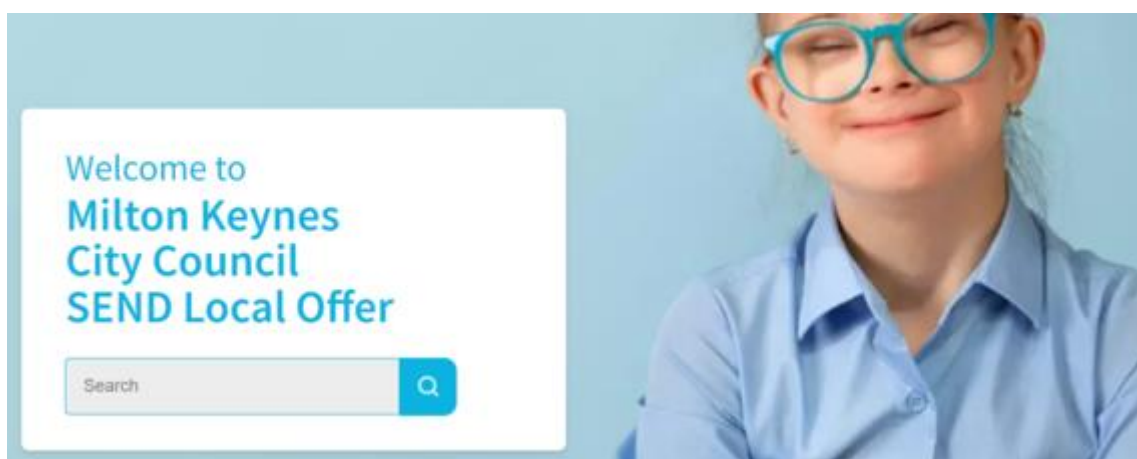 Welcome to
Milton Keynes
City Council
SEND Local Offer
Search